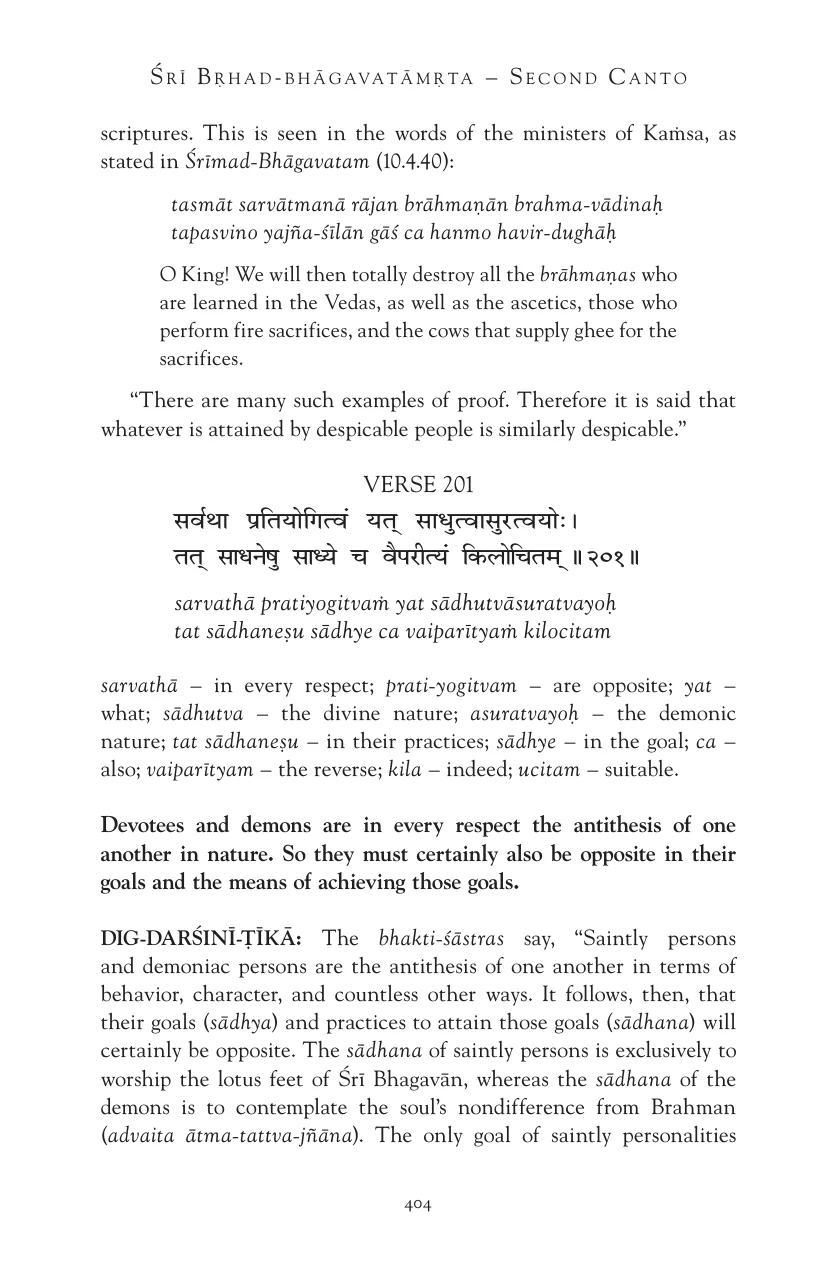 ŚRĪ BṚHAD-BHĀGAVATĀMṚTA – SECOND CANTO
scriptures. This is seen in the words of the ministers of Kaṁsa, as
stated in Śrīmad-Bhāgavatam (10.4.40):
tasmāt sarvātmanā rājan brāhmaṇān brahma-vādinaḥ
tapasvino yajña-śīlān gāś ca hanmo havir-dughāḥ
O King! We will then totally destroy all the brāhmaṇas who
are learned in the Vedas, as well as the ascetics, those who
perform fire sacrifices, and the cows that supply ghee for the
sacrifices.
“There are many such examples of proof. Therefore it is said that
whatever is attained by despicable people is similarly despicable.”
VERSE 201
सर्वथा प्रतियोगित्वं यत् साधुत्वासुरत्वयोः।
तत् साधनेषु साध्ये च वैपरीत्यं किलोचितम्॥२०१॥
sarvathā pratiyogitvaṁ yat sādhutvāsuratvayoḥ
tat sādhaneṣu sādhye ca vaiparītyaṁ kilocitam
sarvathā – in every respect; prati-yogitvam – are opposite; yat –
what; sādhutva – the divine nature; asuratvayoḥ – the demonic
nature; tat sādhaneṣu – in their practices; sādhye – in the goal; ca –
also; vaiparītyam – the reverse; kila – indeed; ucitam – suitable.
Devotees and demons are in every respect the antithesis of one
another in nature. So they must certainly also be opposite in their
goals and the means of achieving those goals.
DIG-DARŚINĪ-ṬĪKĀ: The bhakti-śāstras say, “Saintly persons
and demoniac persons are the antithesis of one another in terms of
behavior, character, and countless other ways. It follows, then, that
their goals (sādhya) and practices to attain those goals (sādhana) will
certainly be opposite. The sādhana of saintly persons is exclusively to
worship the lotus feet of Śrī Bhagavān, whereas the sādhana of the
demons is to contemplate the soul’s nondifference from Brahman
(advaita ātma-tattva-jñāna). The only goal of saintly personalities
404